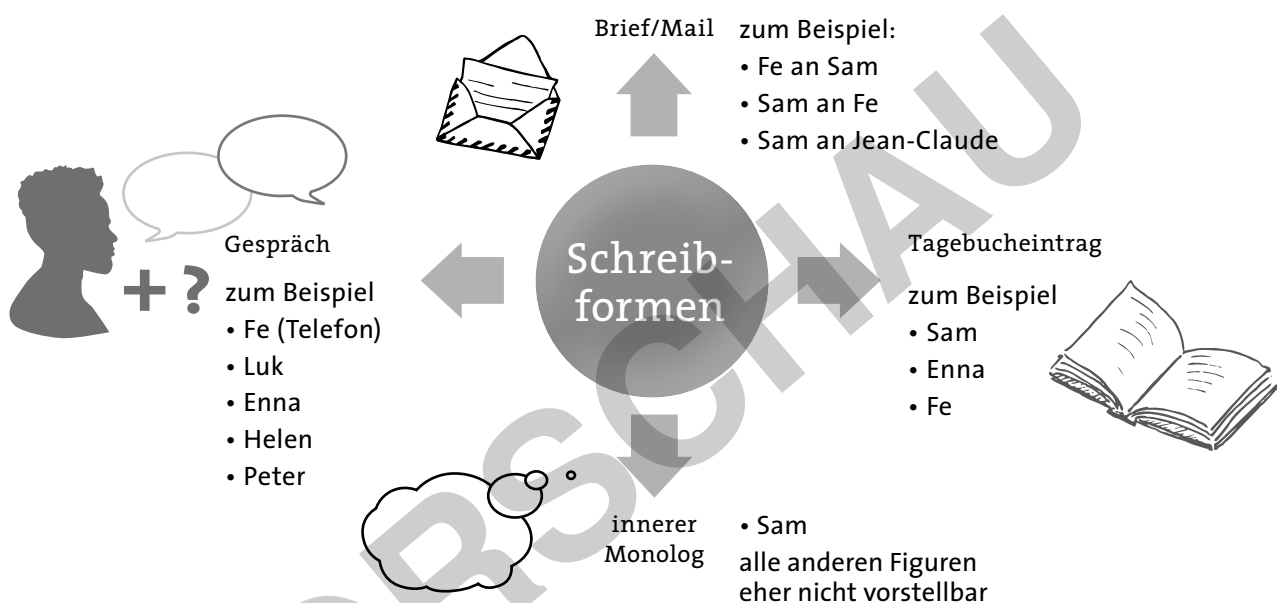 Brief/Mail
zum Beispiel:
• Fe an Sam
• Sam an Fe
• Sam an Jean-Claude
Gespräch
+ ?
zum Beispiel
• Fe (Telefon)
• Luk
• Enna
• Helen
• Peter
Schreib-
formen
Tagebucheintrag
zum Beispiel
• Sam
• Enna
• Fe
innerer
Monolog
• Sam
alle anderen Figuren
eher nicht vorstellbar
ORSCHAU